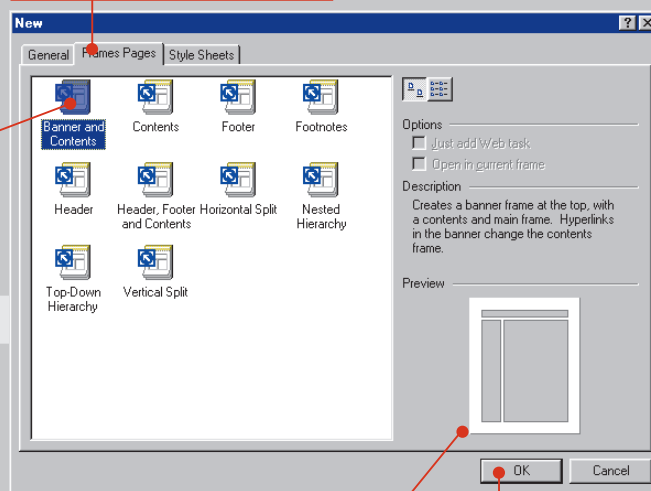 New
General Frames Pages Style Sheets
Banner and
Contents
Contents
Footer
Footnotes
Header
Header, Footer
and Contents
Horizontal Split
Nested
Hierarchy
Top-Down
Hierarchy
Vertical Split
Options
Just add Web task
Open in current frame
Description
Creates a banner frame at the top, with
a contents and main frame. Hyperlinks
in the banner change the contents
frame.
Preview
OK Cancel